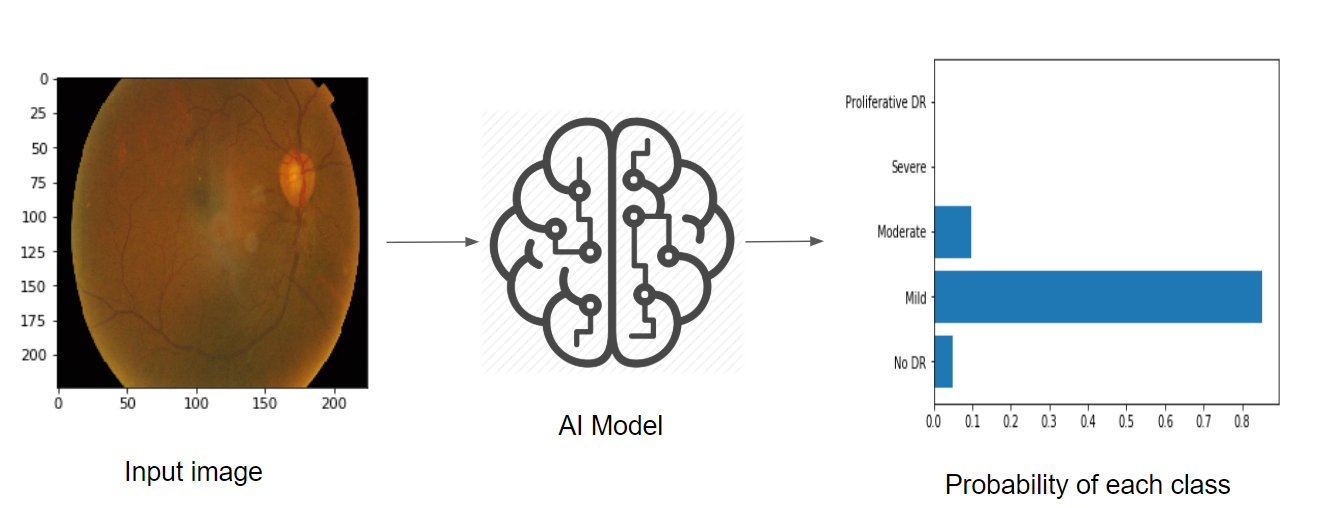 0
25
50
75
100
125
150
175
200
0 50 100 150 200
Input image
AI Model
Proliferative DR
Severe
Moderate
Mild
No DR
0.0 0.1 0.2 0.3 0.4 0.5 0.6 0.7 0.8
Probability of each class